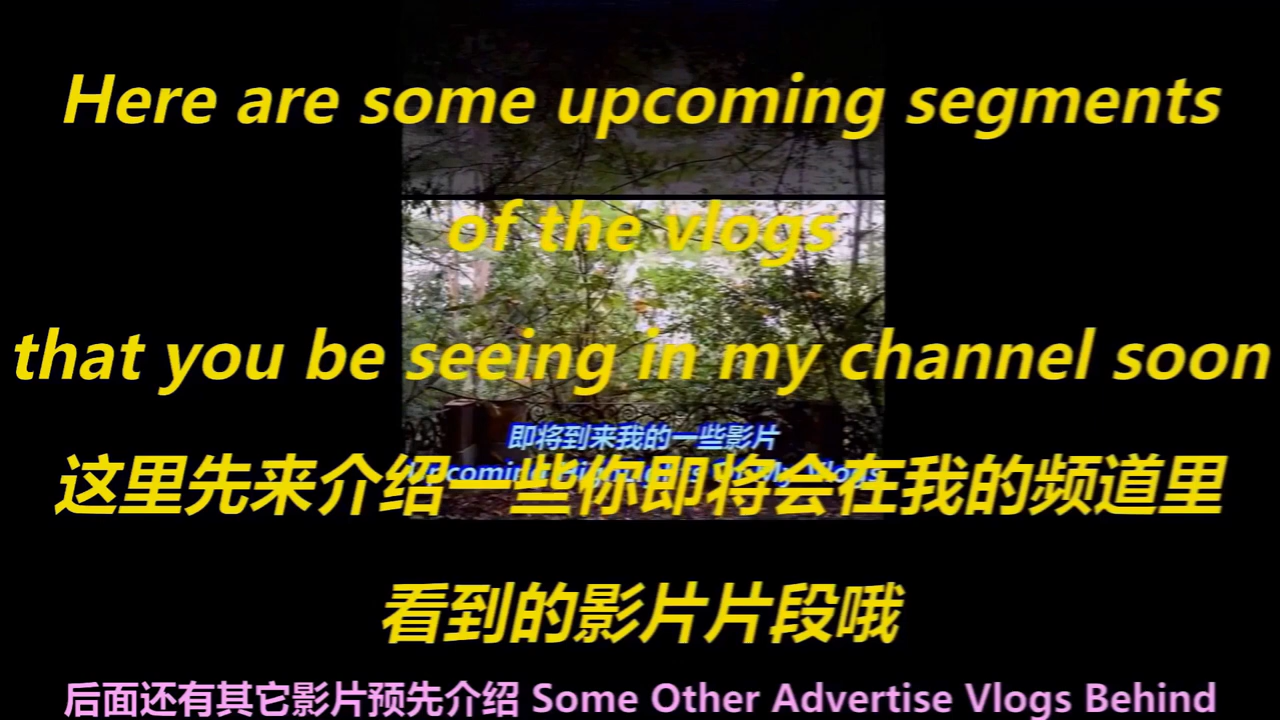 Here are some upcoming segments
of the vlogs
that you be seeing in my channel soon
即将到来我的一些影片
Upcoming
这里先来介绍一些你即将会在我的频道里
看到的影片片段哦
后面还有其它影片预先介绍 Some Other Advertise Vlogs Behind